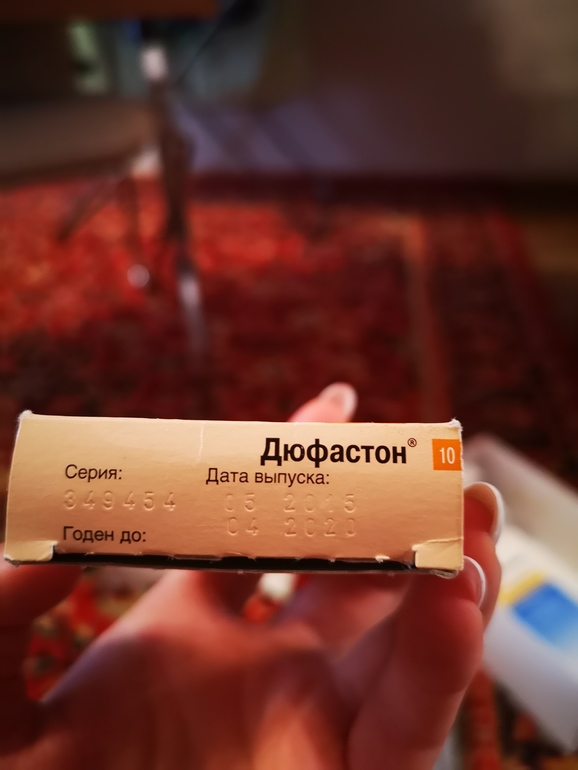 Дюфастон® 10
Серия: Дата выпуска:
349454 05 2015
04 2020
Годен до: